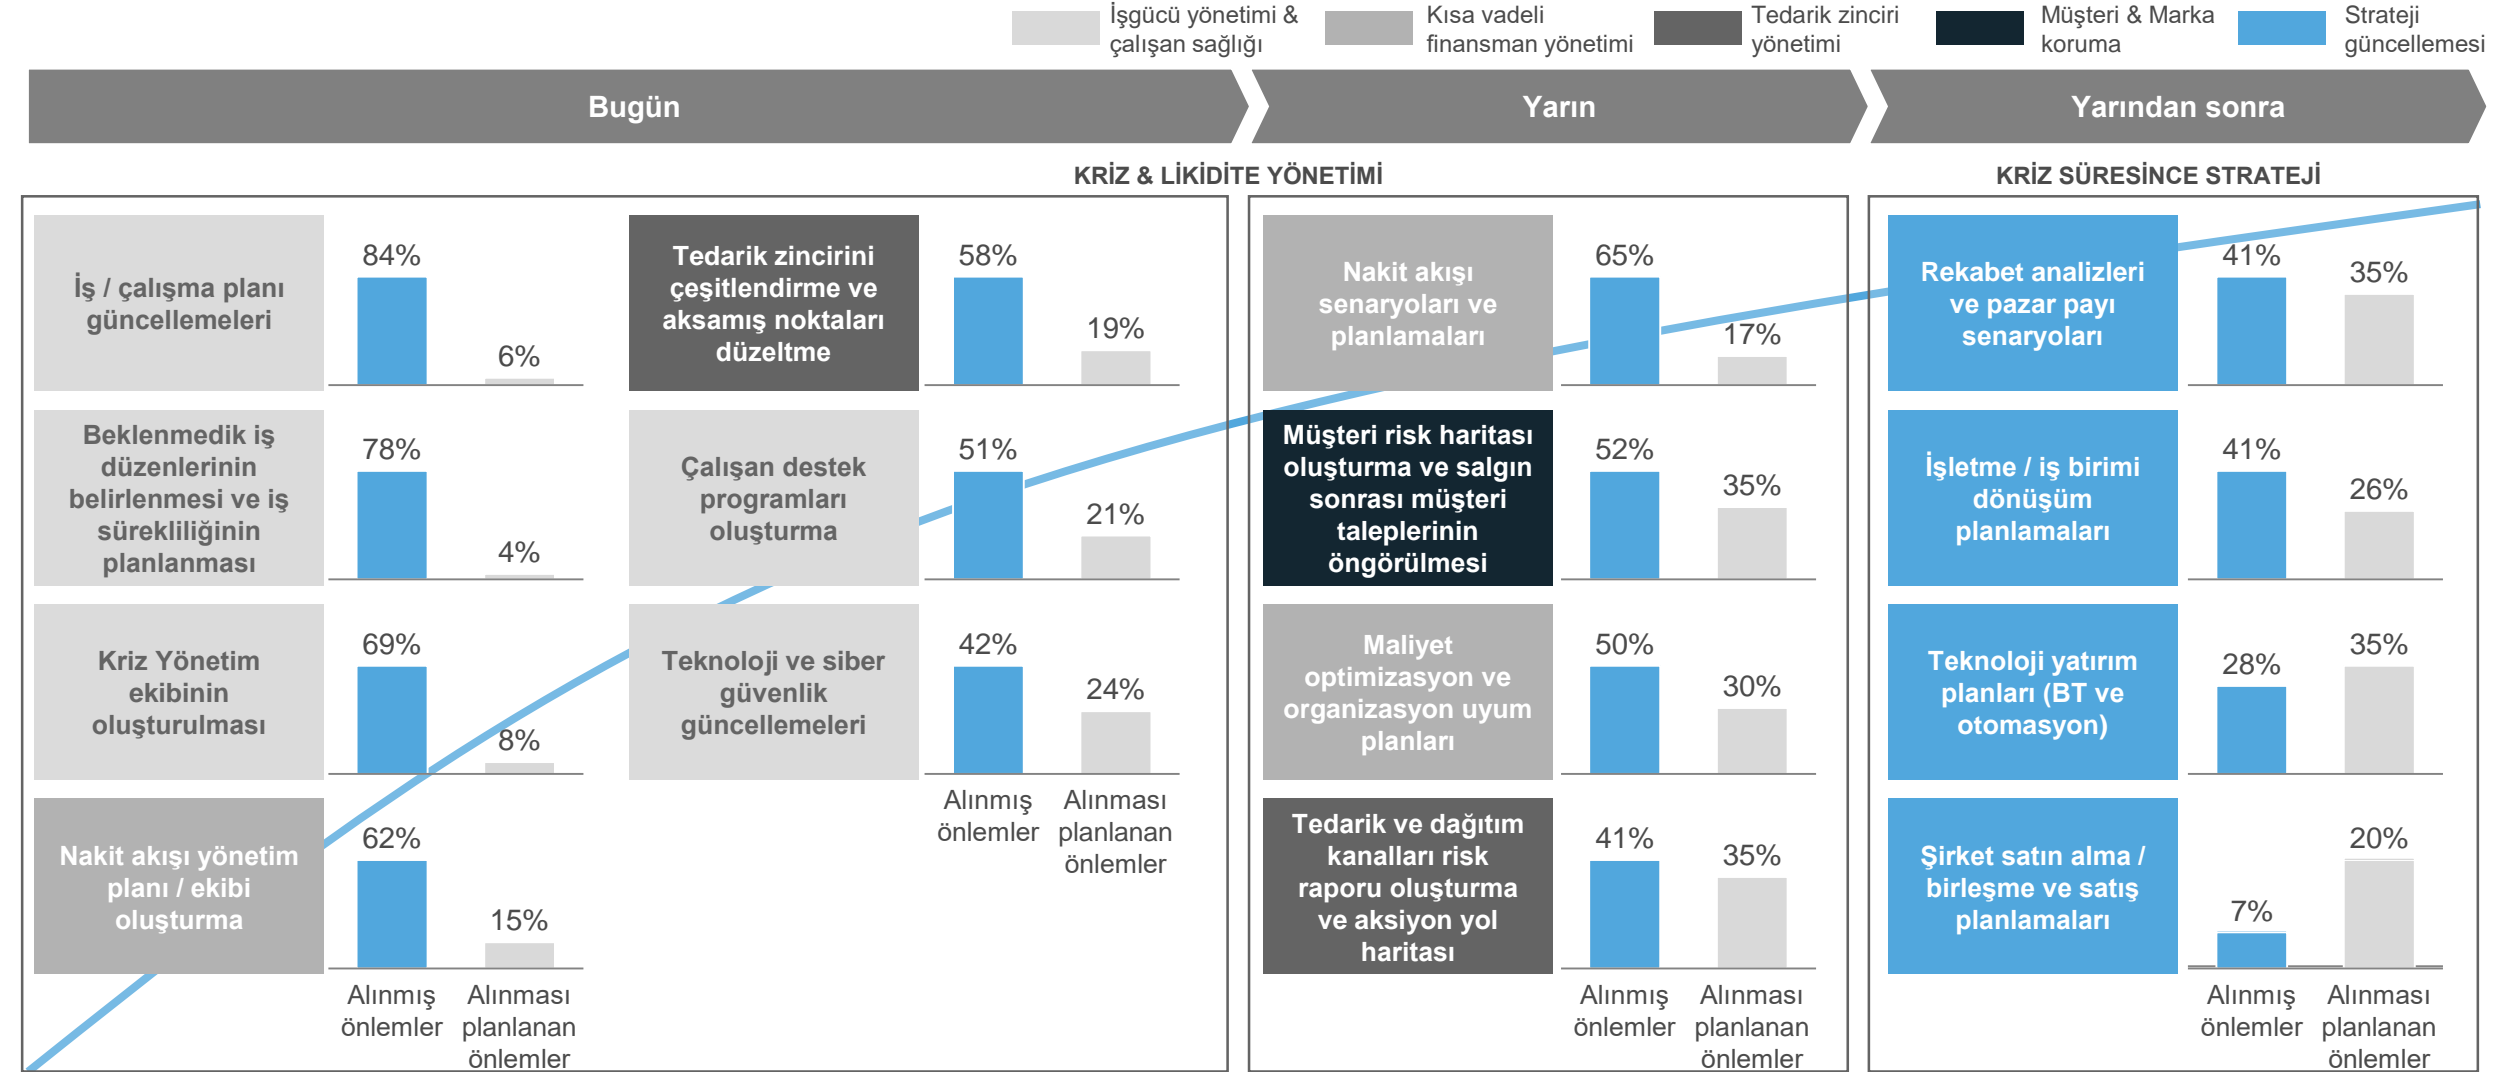 İşgücü yönetimi &
çalışan sağlığı
Kısa vadeli
finansman yönetimi
Tedarik zinciri
yönetimi
Müşteri & Marka
koruma
Strateji
güncellemesi
Bugün
Yarın
Yarından sonra
KRİZ & LİKİDİTE YÖNETİMİ
KRİZ SÜRESİNCE STRATEJİ
İş / çalışma planı
güncellemeleri
84%
6%
Beklenmedik iş
düzenlerinin
belirlenmesi ve iş
sürekliliğinin
planlanması
78%
4%
Kriz Yönetim
ekibinin
oluşturulması
69%
8%
Nakit akışı yönetim
planı / ekibi
oluşturma
62%
15%
Alınmış
önlemler
Alınması
planlanan
önlemler
Tedarik zincirini
çeşitlendirme ve
aksamış noktaları
düzeltme
58%
19%
Çalışan destek
programları
oluşturma
51%
21%
Teknoloji ve siber
güvenlik
güncellemeleri
42%
24%
Alınmış
önlemler
Alınması
planlanan
önlemler
Nakit akışı
senaryoları ve
planlamaları
65%
17%
Müşteri risk haritası
oluşturma ve salgın
sonrası müşteri
taleplerinin
öngörülmesi
52%
35%
Maliyet
optimizasyon ve
organizasyon uyum
planları
50%
30%
Tedarik ve dağıtım
kanalları risk
raporu oluşturma
ve aksiyon yol
haritası
41%
35%
Alınmış
önlemler
Alınması
planlanan
önlemler
Rekabet analizleri
ve pazar payı
senaryoları
41%
35%
İşletme / iş birimi
dönüşüm
planlamaları
41%
26%
Teknoloji yatırım
planları (BT ve
otomasyon)
28%
35%
Şirket satın alma /
birleşme ve satış
planlamaları
7%
20%
Alınmış
önlemler
Alınması
planlanan
önlemler